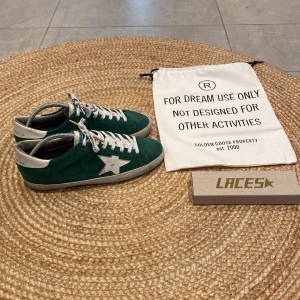 ®
FOR DREAM USE ONLY
NOT DESIGNED FOR
OTHER ACTIVITIES
GOLDEN GOOSE PROPERTY
est. 2000
LACES